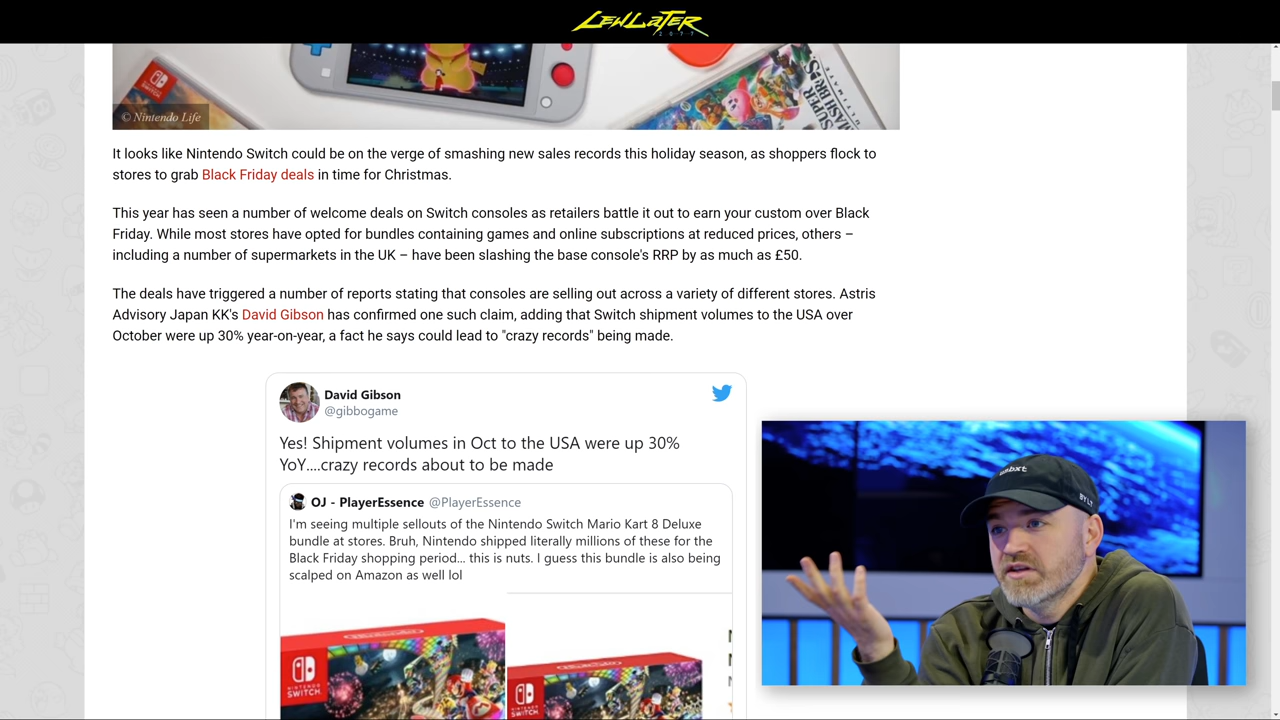 LEWLATER
2077
SUPER
SMASH BROS
© Nintendo Life
It looks like Nintendo Switch could be on the verge of smashing new sales records this holiday season, as shoppers flock to
stores to grab Black Friday deals in time for Christmas.
This year has seen a number of welcome deals on Switch consoles as retailers battle it out to earn your custom over Black
Friday. While most stores have opted for bundles containing games and online subscriptions at reduced prices, others –
including a number of supermarkets in the UK – have been slashing the base console's RRP by as much as £50.
The deals have triggered a number of reports stating that consoles are selling out across a variety of different stores. Astris
Advisory Japan KK's David Gibson has confirmed one such claim, adding that Switch shipment volumes to the USA over
October were up 30% year-on-year, a fact he says could lead to "crazy records" being made.
David Gibson
@gibbogame
Yes! Shipment volumes in Oct to the USA were up 30%
YoY....crazy records about to be made
OJ - PlayerEssence @PlayerEssence
I'm seeing multiple sellouts of the Nintendo Switch Mario Kart 8 Deluxe
bundle at stores. Bruh, Nintendo shipped literally millions of these for the
Black Friday shopping period... this is nuts. I guess this bundle is also being
scalped on Amazon as well lol
NINTENDO
SWITCH
NINTENDO
SWITCH